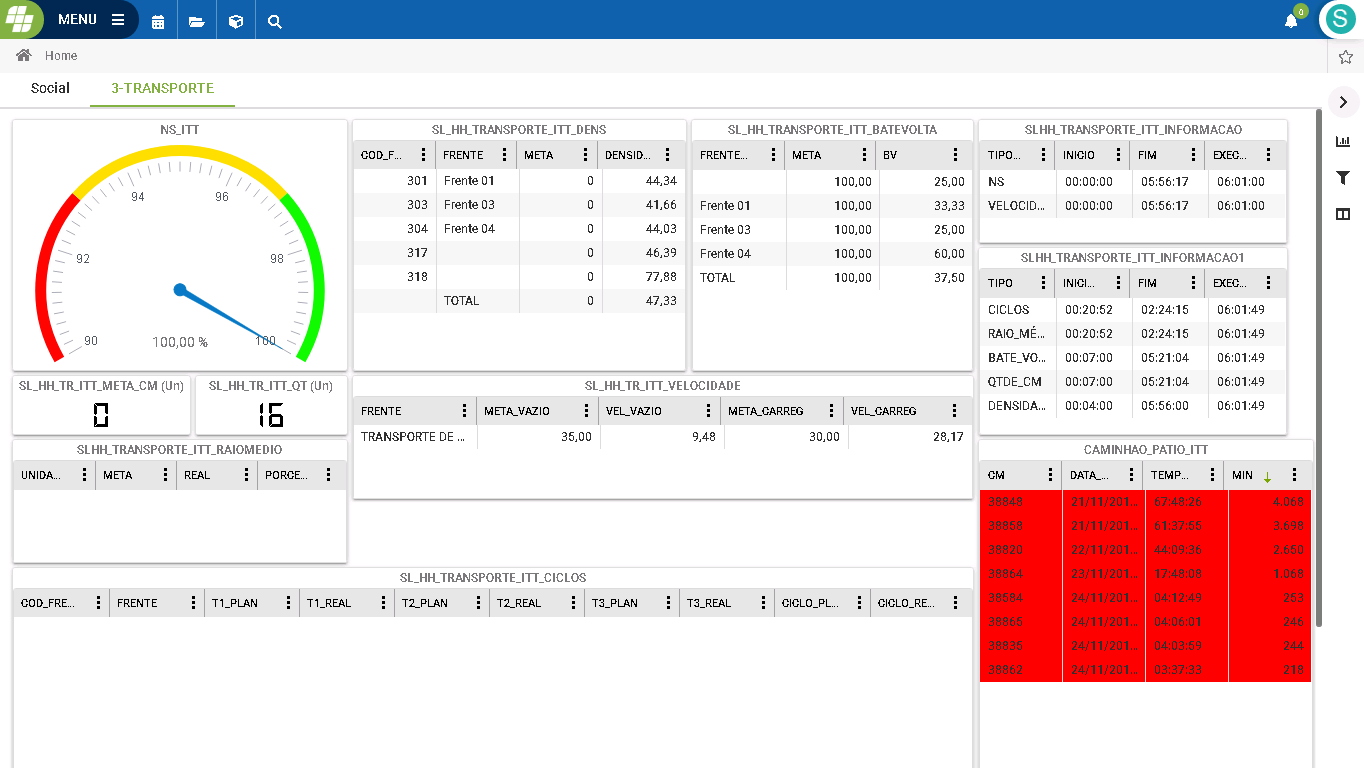 MENU
0
S
Home
Social 3-TRANSPORTE
NS_ITT
90 92 94 96 98 100
100,00 %
SL_HH_TRANSPORTE_ITT_DENS
COD_F... FRENTE META DENSID...
301 Frente 01 0 44,34
303 Frente 03 0 41,66
304 Frente 04 0 44,03
317 0 46,39
318 0 77,88
TOTAL 0 47,33
SL_HH_TRANSPORTE_ITT_BATEVOLTA
FRENTE... META BV
100,00 25,00
Frente 01 100,00 33,33
Frente 03 100,00 25,00
Frente 04 100,00 60,00
TOTAL 100,00 37,50
SLHH_TRANSPORTE_ITT_INFORMACAO
TIPO... INICIO FIM EXEC...
NS 00:00:00 05:56:17 06:01:00
VELOCID... 00:00:00 05:56:17 06:01:00
SLHH_TRANSPORTE_ITT_INFORMACAO1
TIPO INICI... FIM EXEC...
CICLOS 00:20:52 02:24:15 06:01:49
RAIO_MÉ... 00:20:52 02:24:15 06:01:49
BATE_VO... 00:07:00 05:21:04 06:01:49
QTDE_CM 00:07:00 05:21:04 06:01:49
DENSIDA... 00:04:00 05:56:00 06:01:49
SL_HH_TR_ITT_META_CM (Un)
0
SL_HH_TR_ITT_QT (Un)
16
SL_HH_TR_ITT_VELOCIDADE
FRENTE META_VAZIO VEL_VAZIO META_CARREG VEL_CARREG
TRANSPORTE DE ... 35,00 9,48 30,00 28,17
SLHH_TRANSPORTE_ITT_RAIOMEDIO
UNIDA... META REAL PORCE...
CAMINHAO_PATIO_ITT
CM DATA_... TEMP... MIN
38848 21/11/201... 67:48:26 4.068
38858 21/11/201... 61:37:55 3.698
38820 22/11/201... 44:09:36 2.650
38864 23/11/201... 17:48:08 1.068
38584 24/11/201... 04:12:49 253
38865 24/11/201... 04:06:01 246
38835 24/11/201... 04:03:59 244
38862 24/11/201... 03:37:33 218
SL_HH_TRANSPORTE_ITT_CICLOS
COD_FRE... FRENTE T1_PLAN T1_REAL T2_PLAN T2_REAL T3_PLAN T3_REAL CICLO_PL... CICLO_RE...